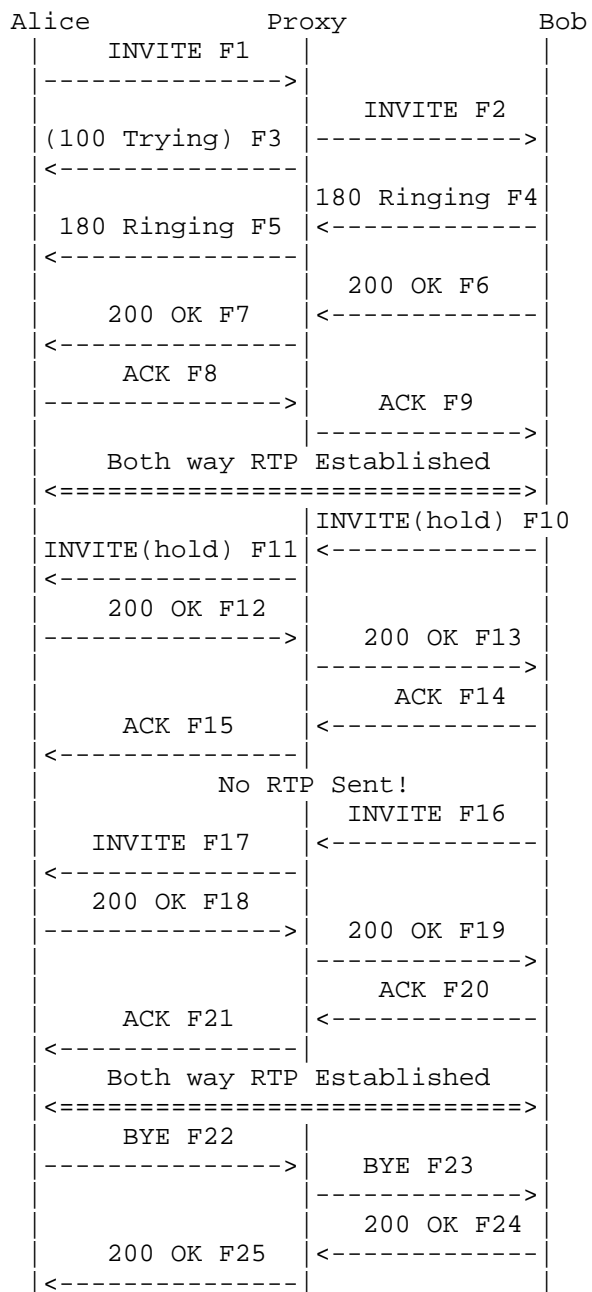 Alice Proxy Bob
INVITE F1
INVITE F2
(100 Trying) F3
180 Ringing F4
180 Ringing F5
200 OK F6
200 OK F7
ACK F8
ACK F9
Both way RTP Established
INVITE(hold) F10
INVITE(hold) F11
200 OK F12
200 OK F13
ACK F14
ACK F15
No RTP Sent!
INVITE F16
INVITE F17
200 OK F18
200 OK F19
ACK F20
ACK F21
Both way RTP Established
BYE F22
BYE F23
200 OK F24
200 OK F25